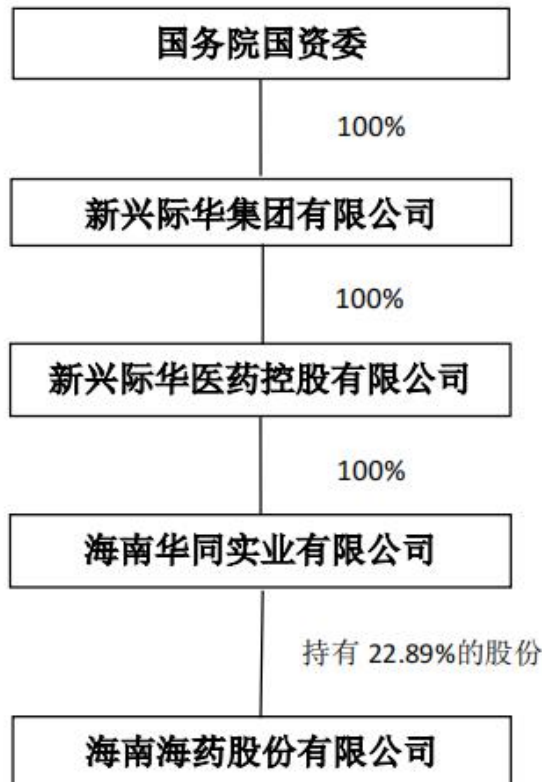 国务院国资委
100%
新兴际华集团有限公司
100%
新兴际华医药控股有限公司
100%
海南华同实业有限公司
持有 22.89%的股份
海南海药股份有限公司